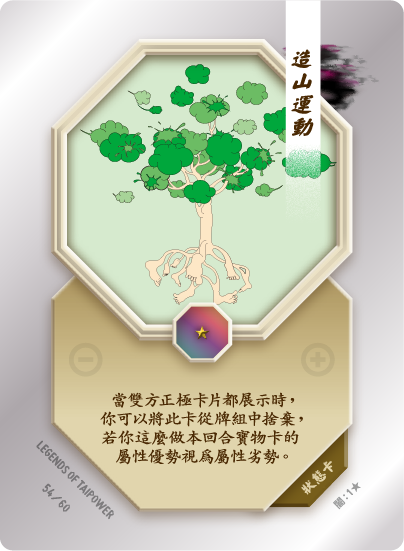 造山運動
當雙方正極卡片都展示時，
你可以將此卡從牌組中捨棄，
若你這麼做本回合寶物卡的
屬性優勢視爲屬性劣勢。
LEGENDS OF TAIPOWER
54/60
狀態卡
闇：1★